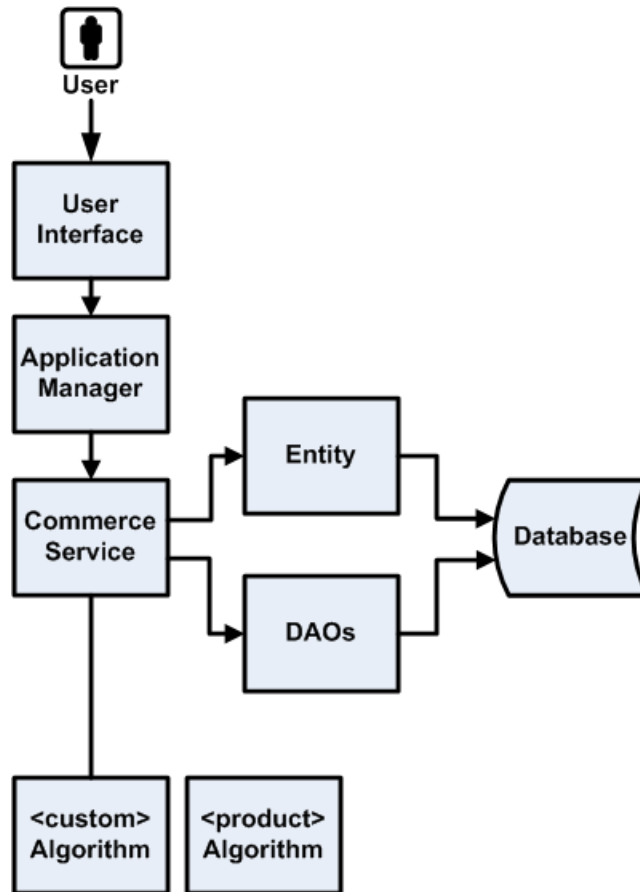 User
User
Interface
Application
Manager
Commerce
Service
Entity
DAOs
Database
<custom>
Algorithm
<product>
Algorithm